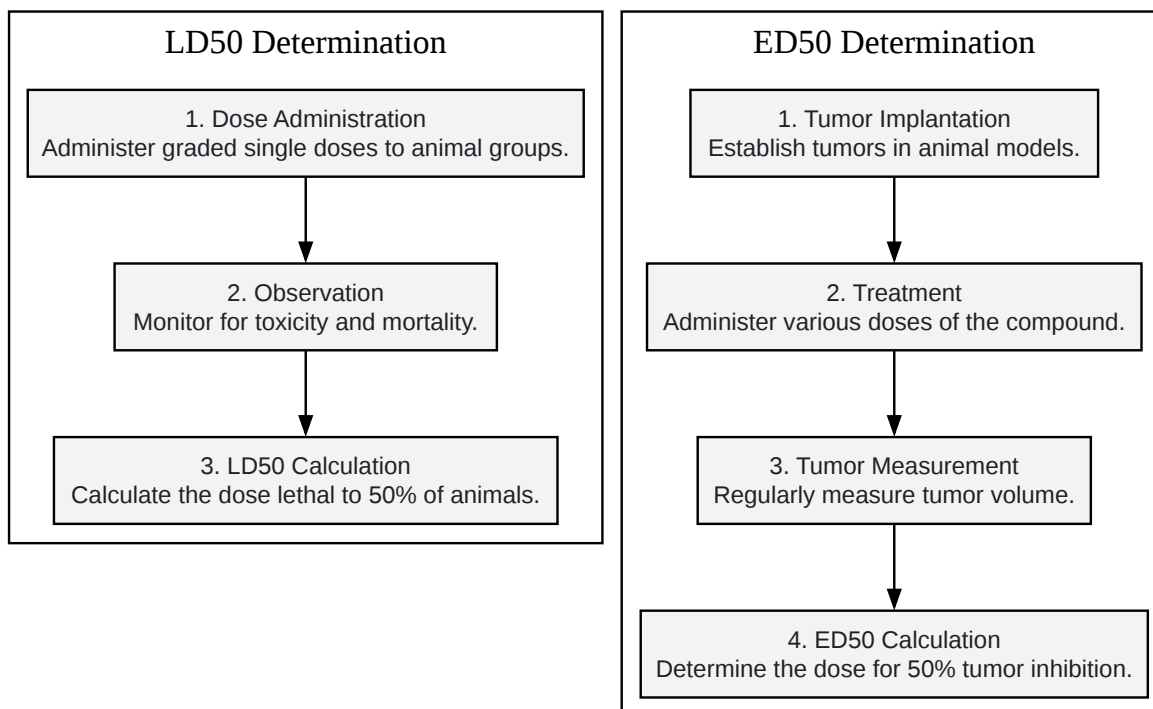 LD50 Determination
1. Dose Administration
Administer graded single doses to animal groups.
2. Observation
Monitor for toxicity and mortality.
3. LD50 Calculation
Calculate the dose lethal to 50% of animals.
ED50 Determination
1. Tumor Implantation
Establish tumors in animal models.
2. Treatment
Administer various doses of the compound.
3. Tumor Measurement
Regularly measure tumor volume.
4. ED50 Calculation
Determine the dose for 50% tumor inhibition.